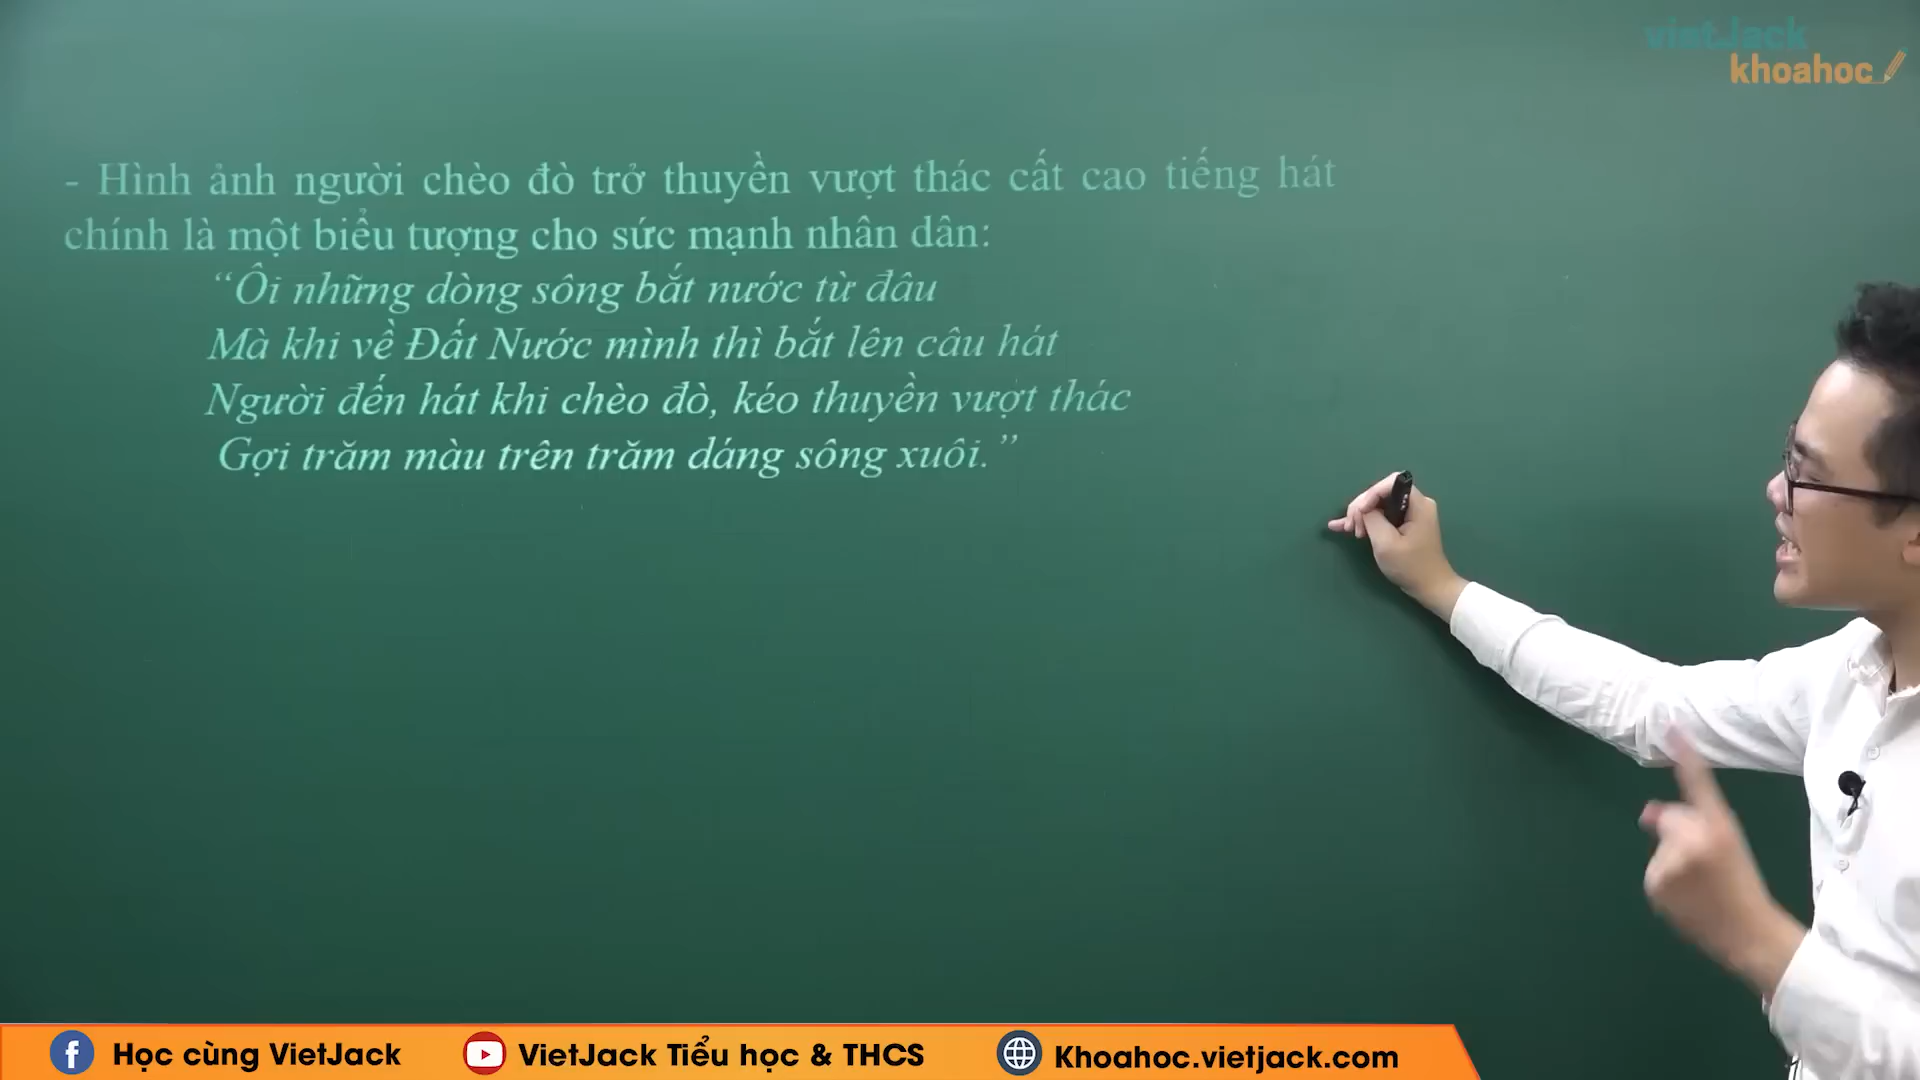 vietJack
khoahoc
- Hình ảnh người chèo đò trở thuyền vượt thác cất cao tiếng hát
chính là một biểu tượng cho sức mạnh nhân dân:
“Ôi những dòng sông bắt nước từ đâu
Mà khi về Đất Nước mình thì bắt lên câu hát
Người đến hát khi chèo đò, kéo thuyền vượt thác
Gợi trăm màu trên trăm dáng sông xuôi.”
Học cùng VietJack
VietJack Tiểu học & THCS
Khoahoc.vietjack.com